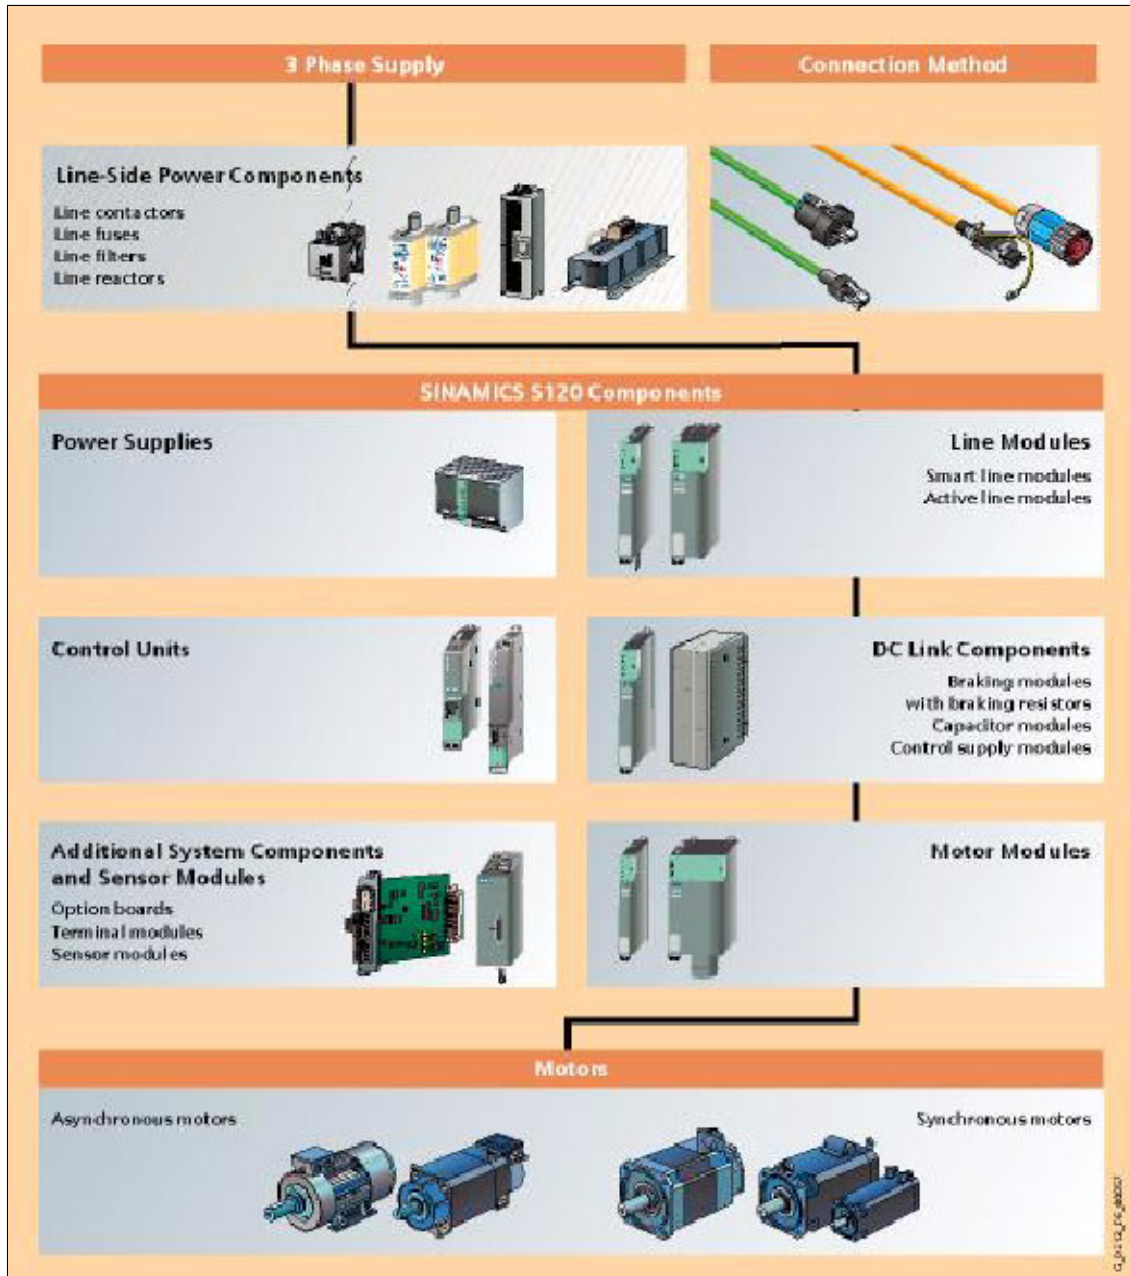 3 Phase Supply
Connection Method
Line-Side Power Components
Line contactors
Line fuses
Line filters
Line reactors
SINAMICS S120 Components
Power Supplies
Line Modules
Smart line modules
Active line modules
Control Units
DC Link Components
Braking modules
with braking resistors
Capacitor modules
Control supply modules
Additional System Components
and Sensor Modules
Option boards
Terminal modules
Sensor modules
Motor Modules
Motors
Asynchronous motors
Synchronous motors